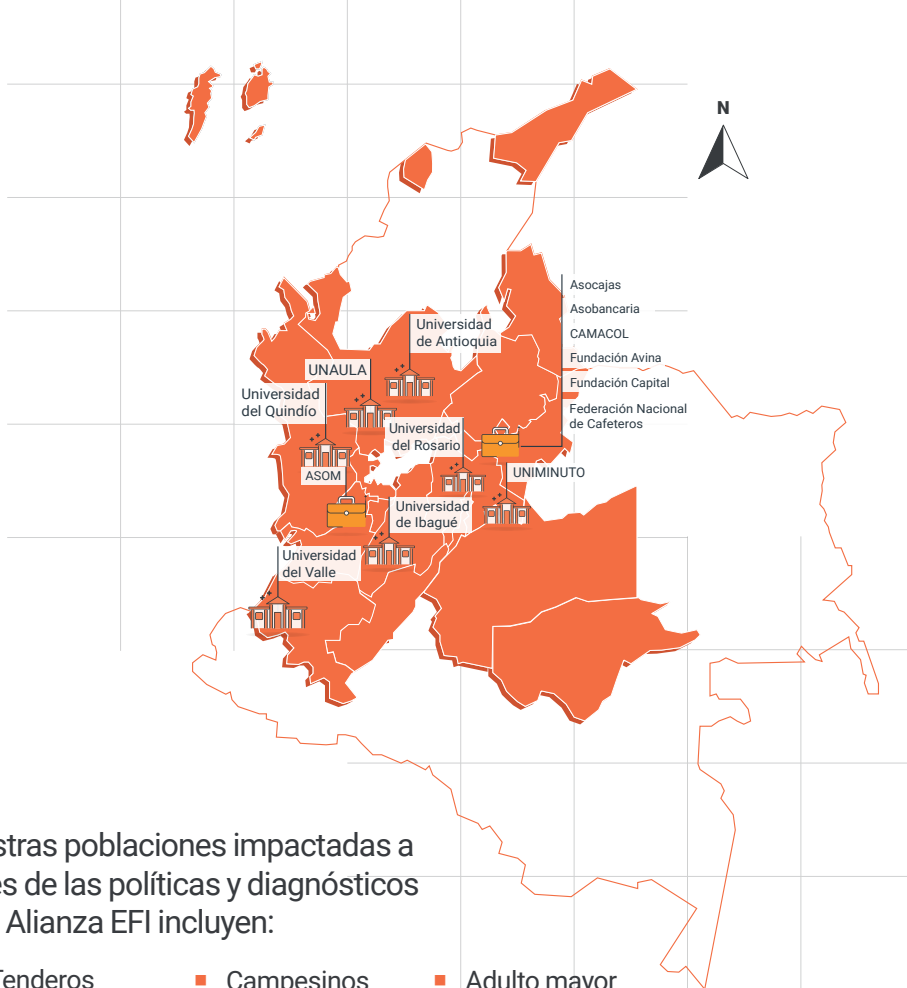 N
Asocajas
Asobancaria
CAMACOL
Fundación Avina
Fundación Capital
Federación Nacional
de Cafeteros
Universidad
de Antioquia
UNAULA
Universidad
del Quindío
Universidad
del Rosario
ASOM
UNIMINUTO
Universidad
de Ibagué
Universidad
del Valle
stras poblaciones impactadas a
es de las políticas y diagnósticos
Alianza EFI incluyen:
Tenderos
Campesinos
Adulto mayor